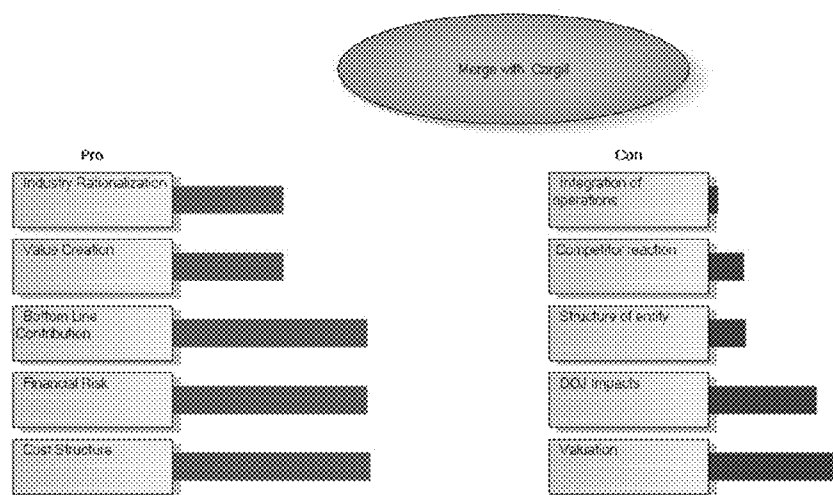 Merge with Cargill
Pro
Con
Industry Rationalization
Value Creation
Bottom Line
Contribution
Financial Risk
Cost Structure
Integration of
operations
Competitor reaction
Structure of entity
DOJ Impacts
Valuation